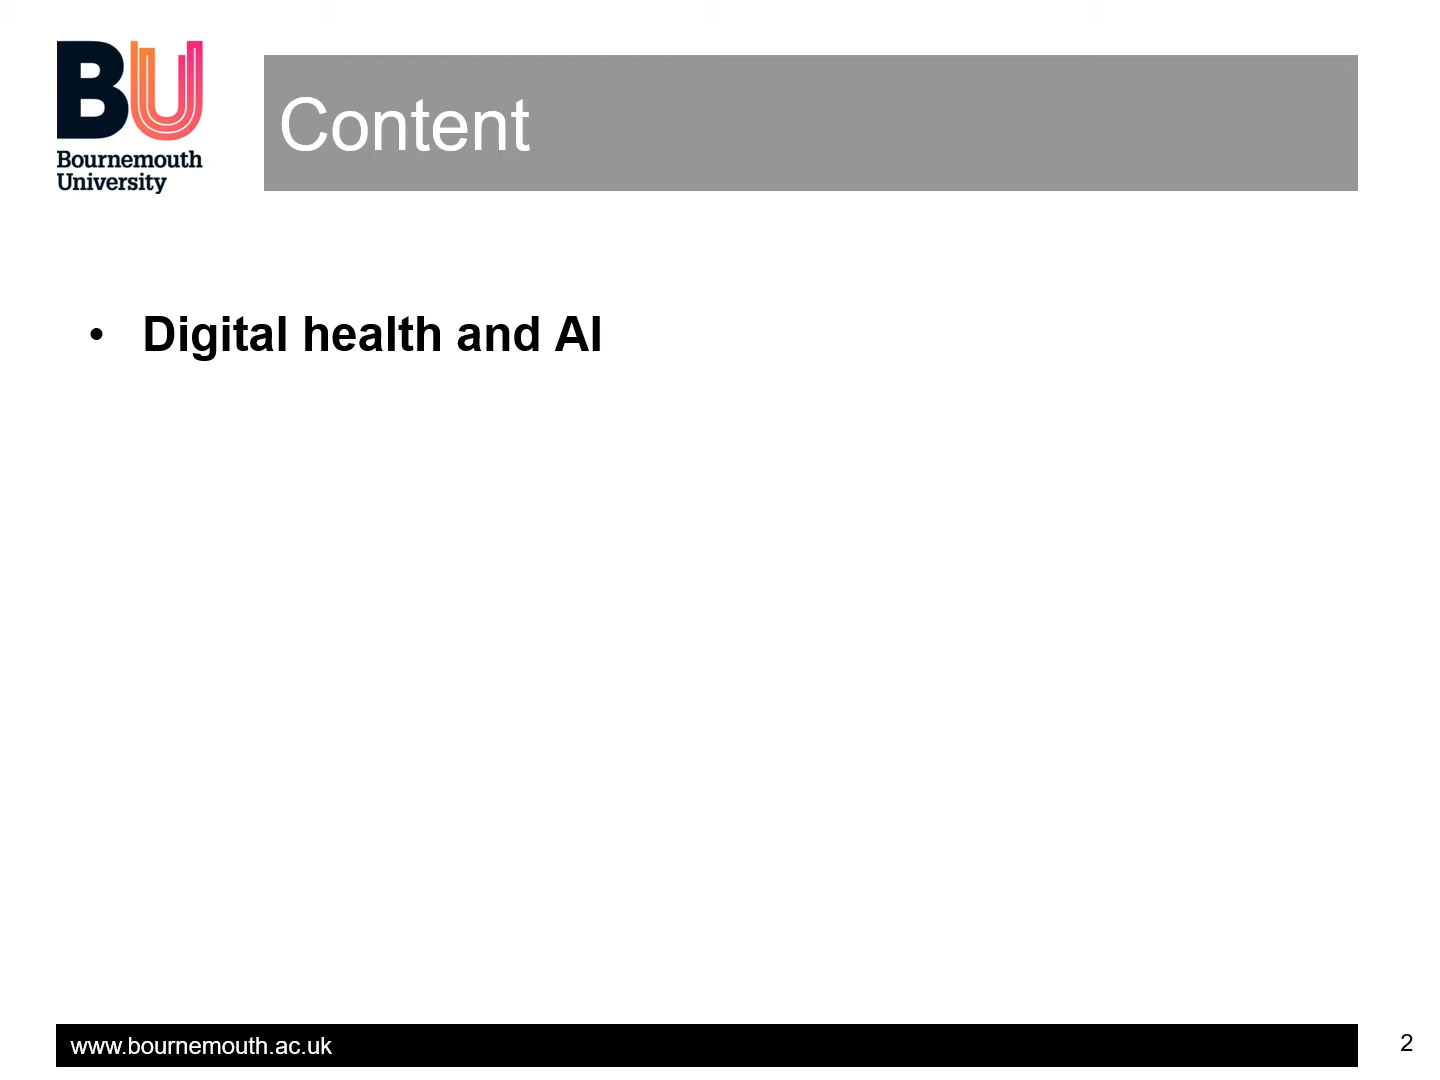 BU
Bournemouth
University
Content
• Digital health and AI
www.bournemouth.ac.uk
2